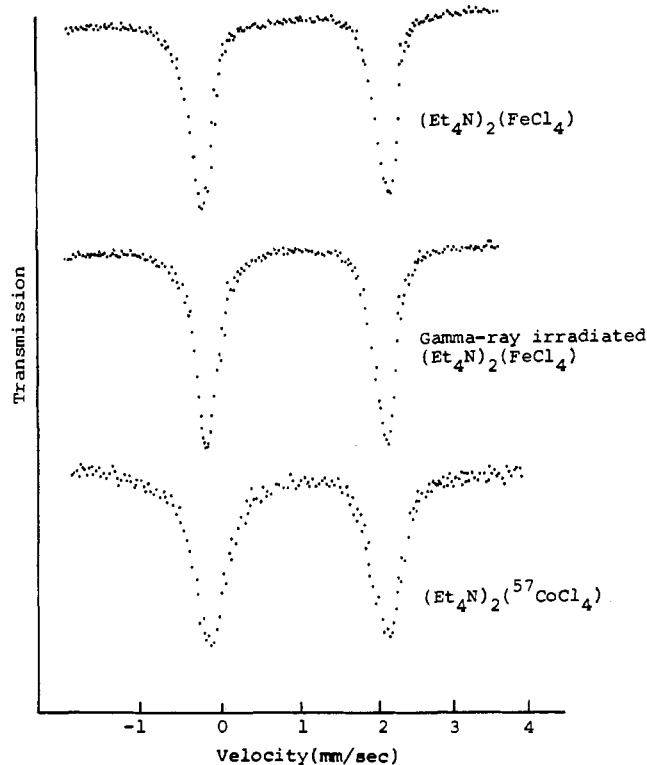 (Et4N)2(FeCl4)
Gamma-ray irradiated
(Et4N)2(FeCl4)
(Et4N)2(57CoCl4)
Transmission
-1 0 1 2 3 4
Velocity(mm/sec)